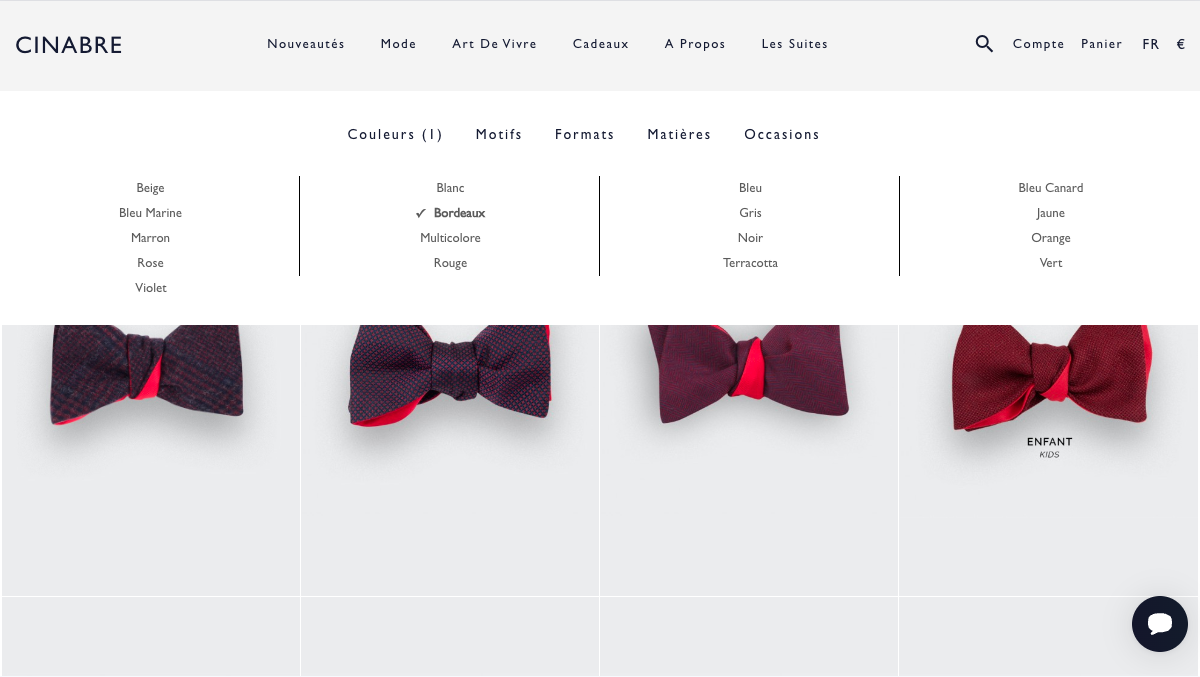 CINABRE
Nouveautés Mode Art De Vivre Cadeaux A Propos Les Suites
Compte Panier FR €
Couleurs (1) Motifs Formats Matières Occasions
Beige
Bleu Marine
Marron
Rose
Violet
Blanc
✓ Bordeaux
Multicolore
Rouge
Bleu
Gris
Noir
Terracotta
Bleu Canard
Jaune
Orange
Vert
ENFANT
KIDS